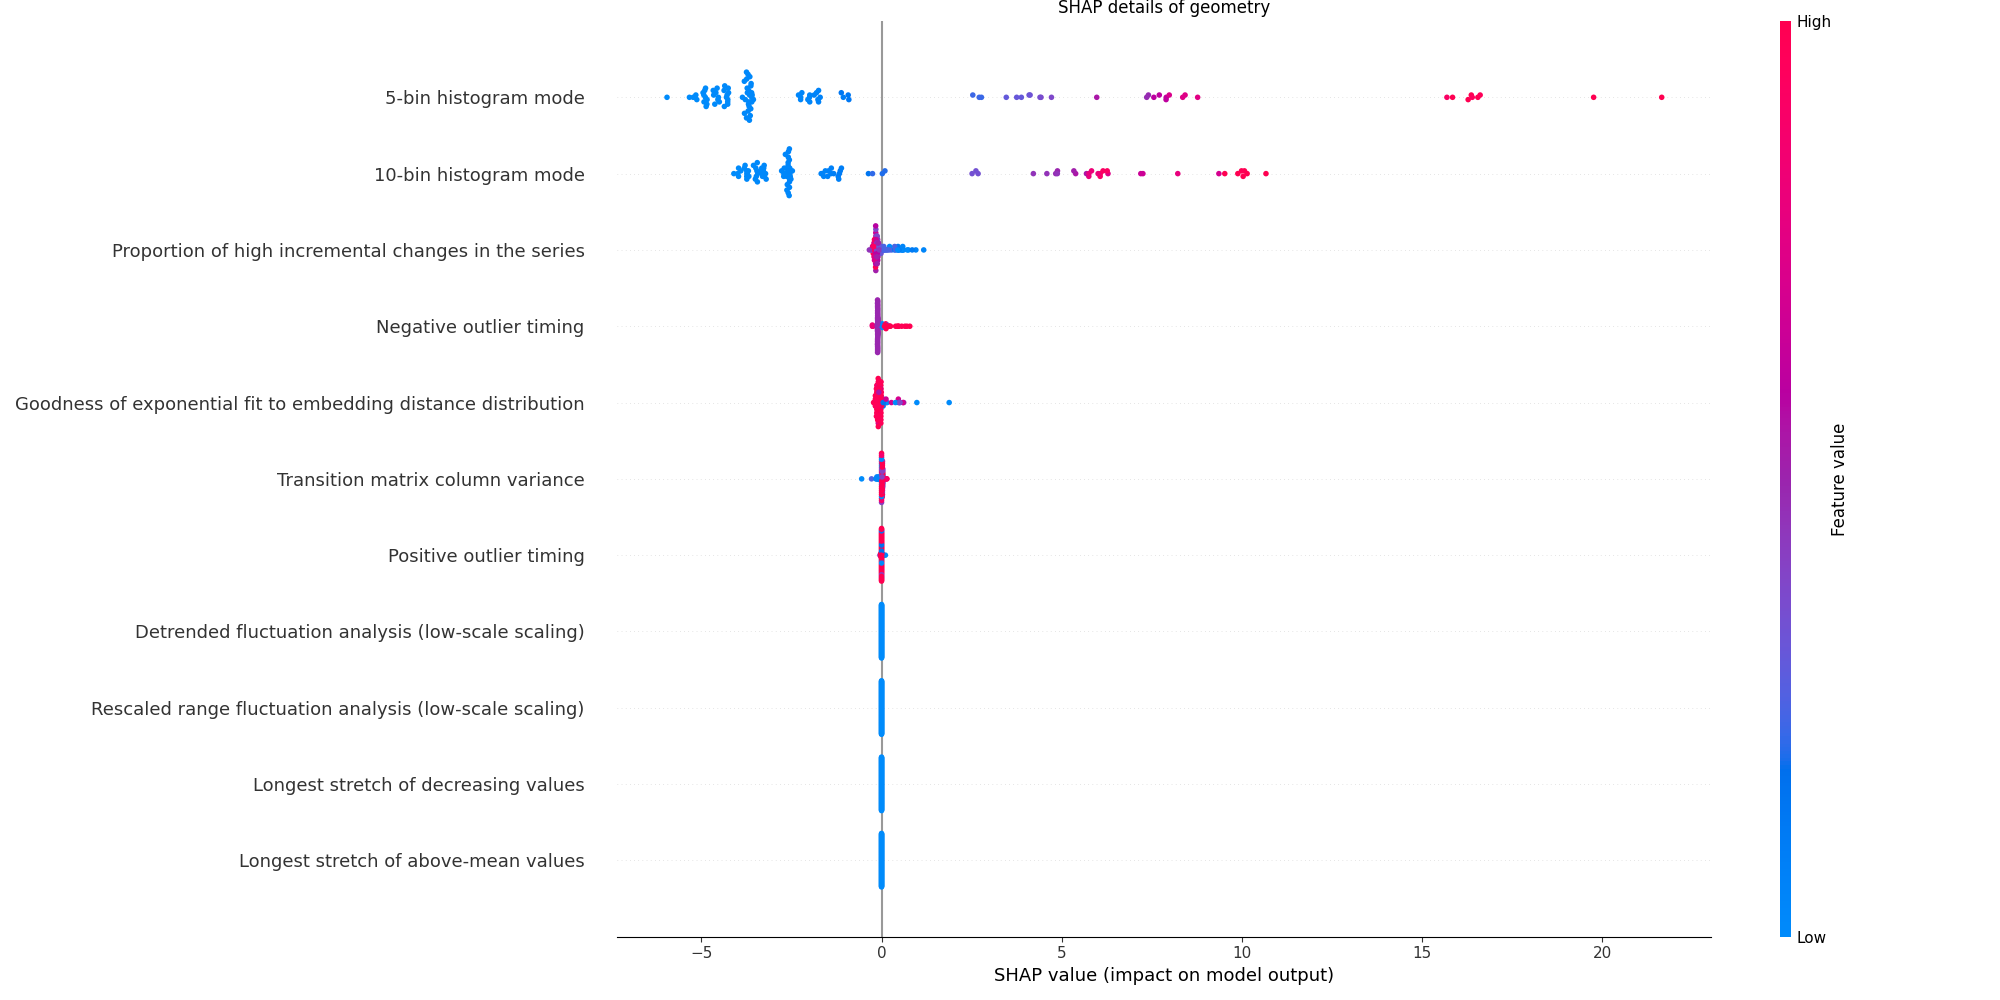 SHAP details of geometry
High
5-bin histogram mode
10-bin histogram mode
Proportion of high incremental changes in the series
Negative outlier timing
Goodness of exponential fit to embedding distance distribution
Transition matrix column variance
Positive outlier timing
Detrended fluctuation analysis (low-scale scaling)
Rescaled range fluctuation analysis (low-scale scaling)
Longest stretch of decreasing values
Longest stretch of above-mean values
Feature value
Low
−5 0 5 10 15 20
SHAP value (impact on model output)